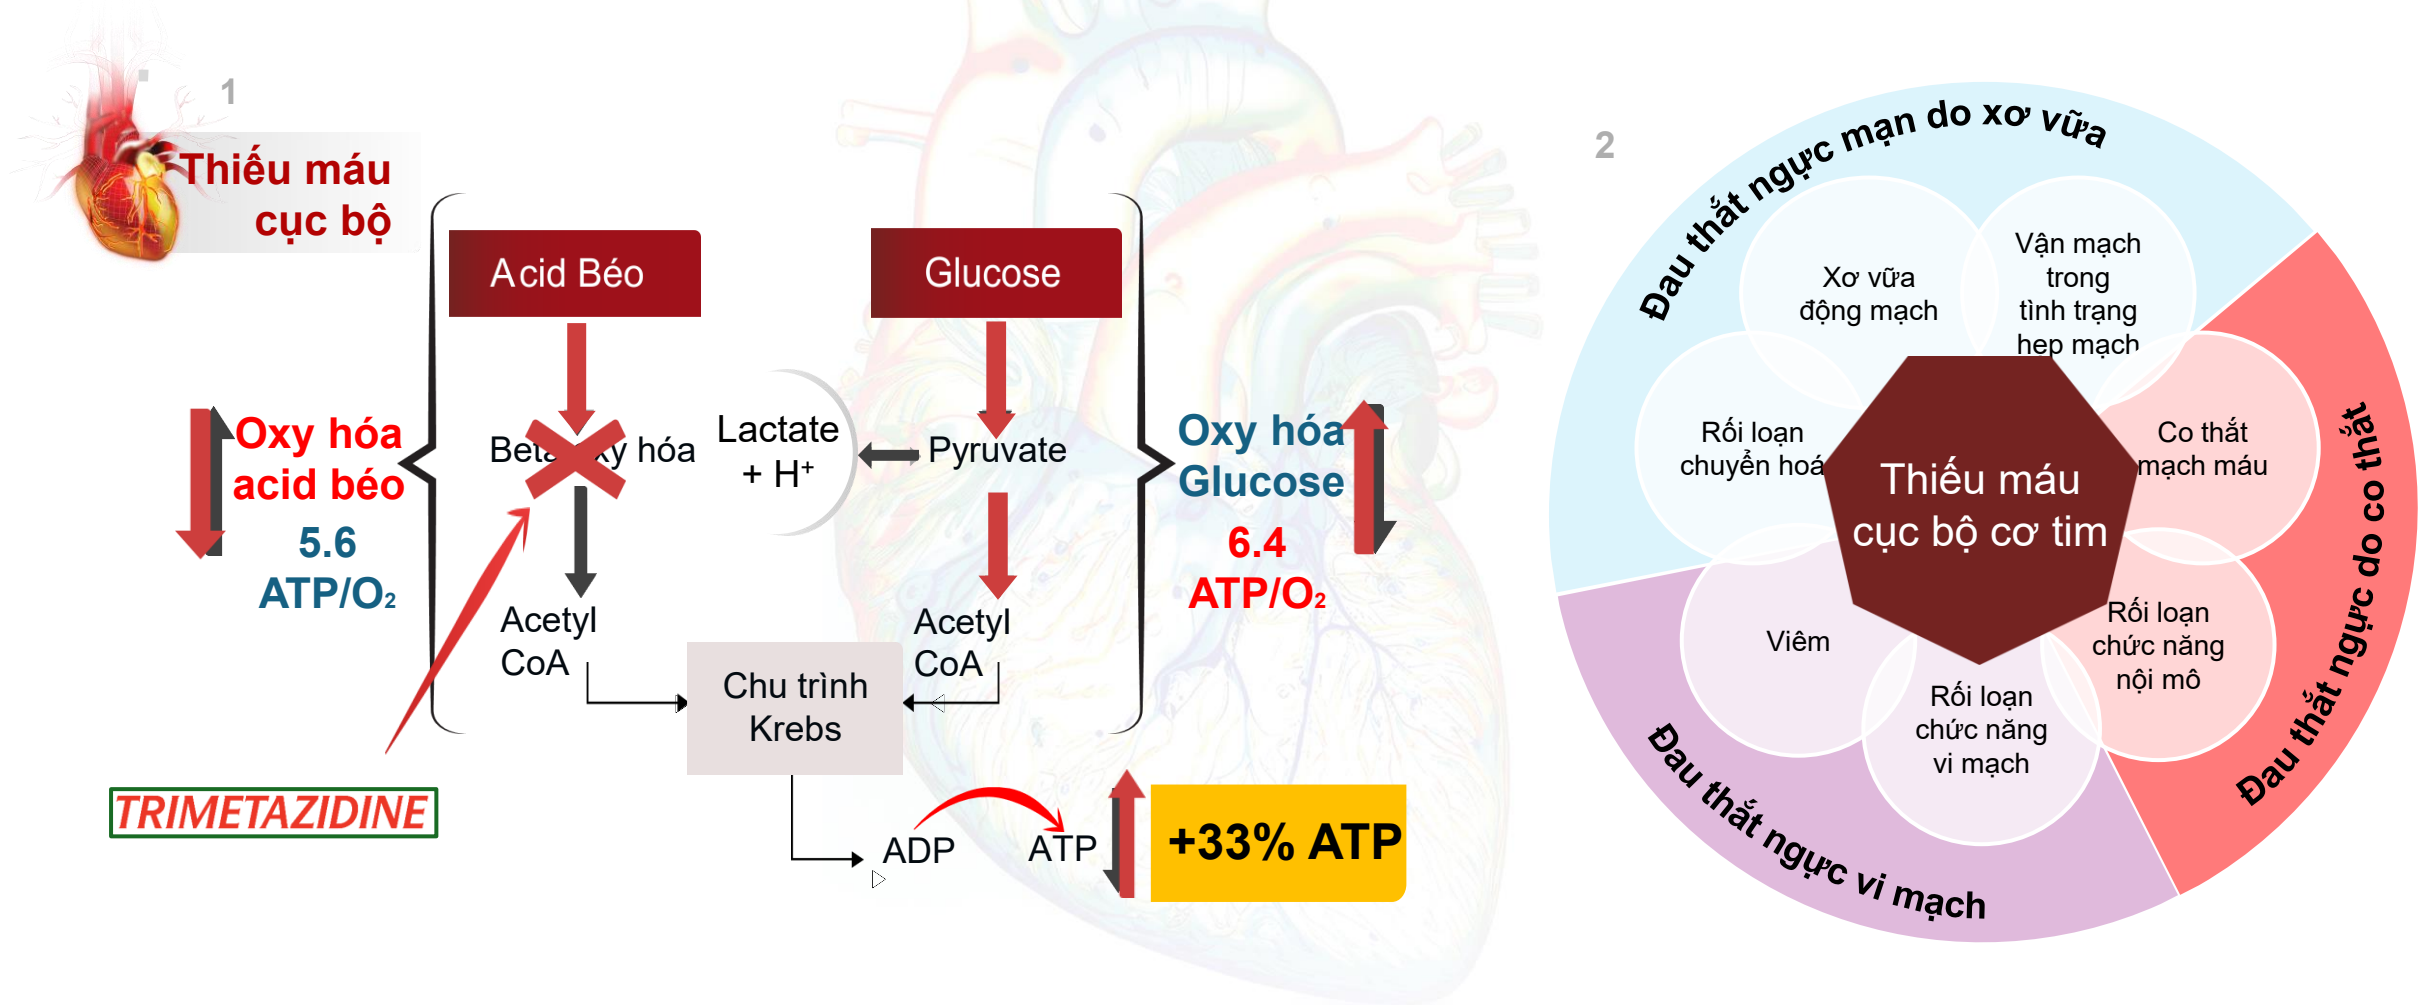 1
Thiếu máu
cục bộ
Acid Béo
Glucose
Oxy hóa
acid béo
5.6
ATP/O₂
Beta oxy hóa
Lactate
+ H⁺
Pyruvate
Oxy hóa
Glucose
6.4
ATP/O₂
Acetyl
CoA
Acetyl
CoA
Chu trình
Krebs
TRIMETAZIDINE
ADP
ATP
+33% ATP
2
Đau thắt ngực mạn do xơ vữa
Xơ vữa
động mạch
Vận mạch
trong
tình trạng
hẹp mạch
Rối loạn
chuyển hoá
Co thắt
mạch máu
Thiếu máu
cục bộ cơ tim
Đau thắt ngực do co thắt
Viêm
Rối loạn
chức năng
nội mô
Rối loạn
chức năng
vi mạch
Đau thắt ngực vi mạch